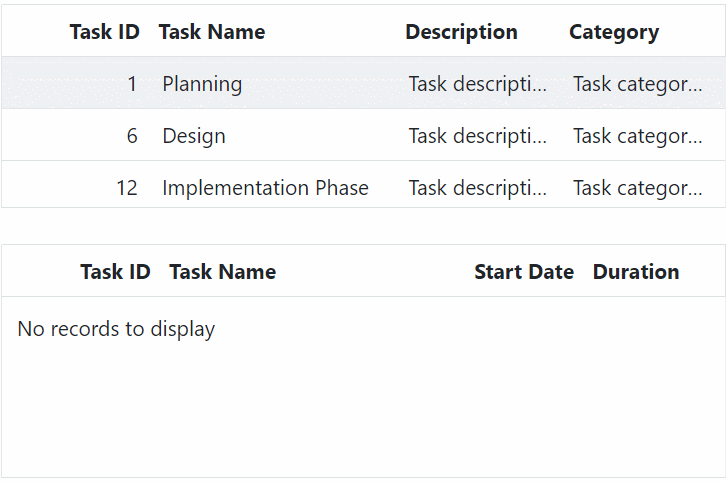 Task ID Task Name Description Category
1 Planning Task descripti... Task categor...
6 Design Task descripti... Task categor...
12 Implementation Phase Task descripti... Task categor...
Task ID Task Name Start Date Duration
No records to display